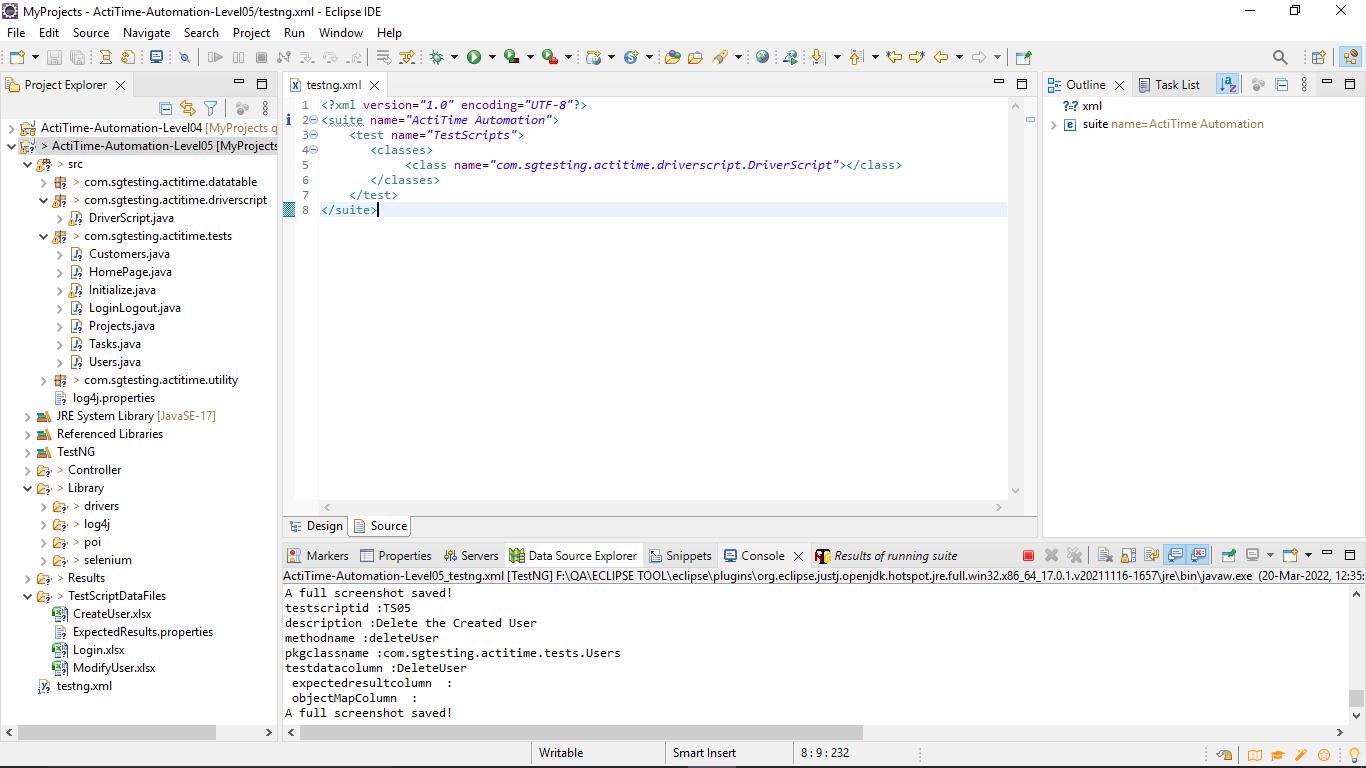 MyProjects - ActiTime-Automation-Level05/testng.xml - Eclipse IDE
File Edit Source Navigate Search Project Run Window Help
Project Explorer
ActiTime-Automation-Level04 [MyProjects q
> ActiTime-Automation-Level05 [MyProjects
> src
> com.sgtesting.actitime.datatable
> com.sgtesting.actitime.driverscript
DriverScript.java
> com.sgtesting.actitime.tests
Customers.java
HomePage.java
Initialize.java
LoginLogout.java
Projects.java
Tasks.java
Users.java
> com.sgtesting.actitime.utility
log4j.properties
JRE System Library [JavaSE-17]
Referenced Libraries
TestNG
> Controller
> Library
> drivers
> log4j
> poi
> selenium
> Results
> TestScriptDataFiles
CreateUser.xlsx
ExpectedResults.properties
Login.xlsx
ModifyUser.xlsx
testng.xml
testng.xml
1 <?xml version="1.0" encoding="UTF-8"?>
2 <suite name="ActiTime Automation">
3 <test name="TestScripts">
4 <classes>
5 <class name="com.sgtesting.actitime.driverscript.DriverScript"></class>
6 </classes>
7 </test>
8 </suite>
Design Source
Outline Task List
?-? xml
e suite name=ActiTime Automation
Markers Properties Servers Data Source Explorer Snippets Console Results of running suite
ActiTime-Automation-Level05_testng.xml [TestNG] F:\QA\ECLIPSE TOOL\eclipse\plugins\org.eclipse.justj.openjdk.hotspot.jre.full.win32.x86_64_17.0.1.v20211116-1657\jre\bin\javaw.exe (20-Mar-2022, 12:35:
A full screenshot saved!
testscriptid :TS05
description :Delete the Created User
methodname :deleteUser
pkgclassname :com.sgtesting.actitime.tests.Users
testdatacolumn :DeleteUser
expectedresultcolumn :
objectMapColumn :
A full screenshot saved!
Writable Smart Insert 8 : 9 : 232